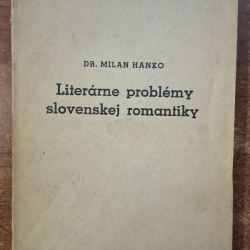 DR. MILAN HANKO
Literárne problémy
slovenskej romantiky